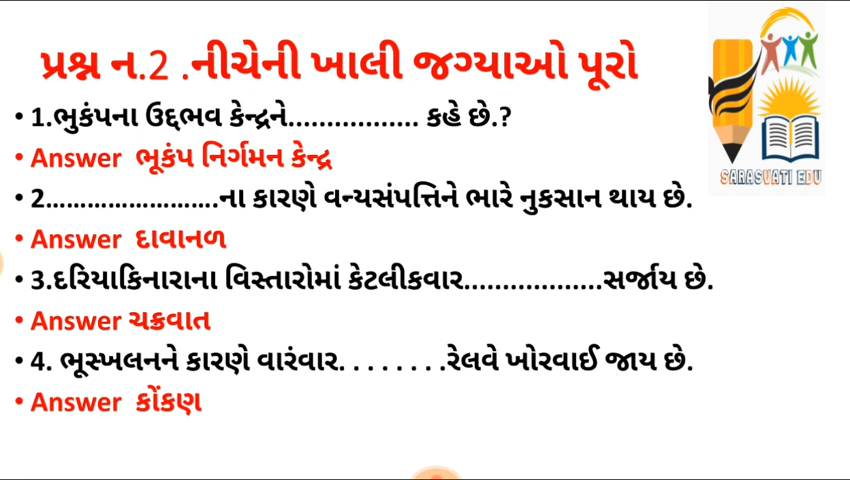 પ્રશ્ન ન.2 .નીચેની ખાલી જગ્યાઓ પૂરો
• 1.ભુકંપના ઉદ્દભવ કેન્દ્રને................. કહે છે.?
• Answer ભૂકંપ નિર્ગમન કેન્દ્ર
• 2.........................ના કારણે વન્યસંપત્તિને ભારે નુકસાન થાય છે.
• Answer દાવાનળ
• 3.દરિયાકિનારાના વિસ્તારોમાં કેટલીકવાર..................સર્જાય છે.
• Answer ચક્રવાત
• 4. ભૂસ્ખલનને કારણે વારંવાર. . . . . . . .રેલવે ખોરવાઈ જાય છે.
• Answer કોંકણ
SARASVATI EDU